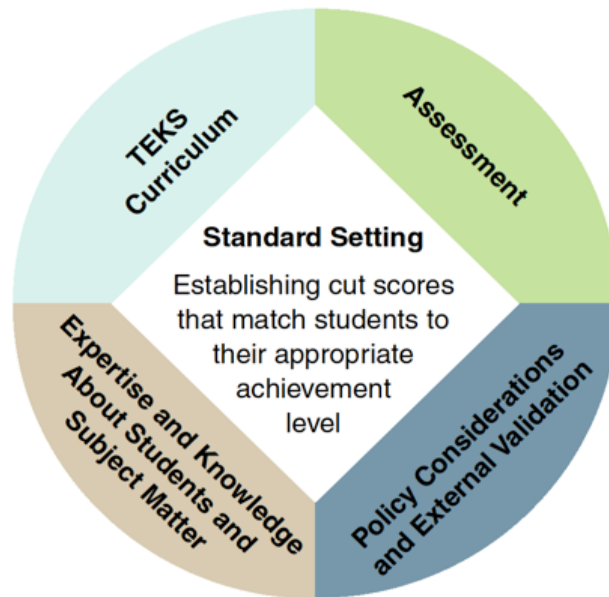 TEKS
Curriculum
Assessment
Standard Setting
Establishing cut scores
that match students to
their appropriate
achievement
level
Expertise and Knowledge
About Students and
Subject Matter
Policy Considerations
and External Validation